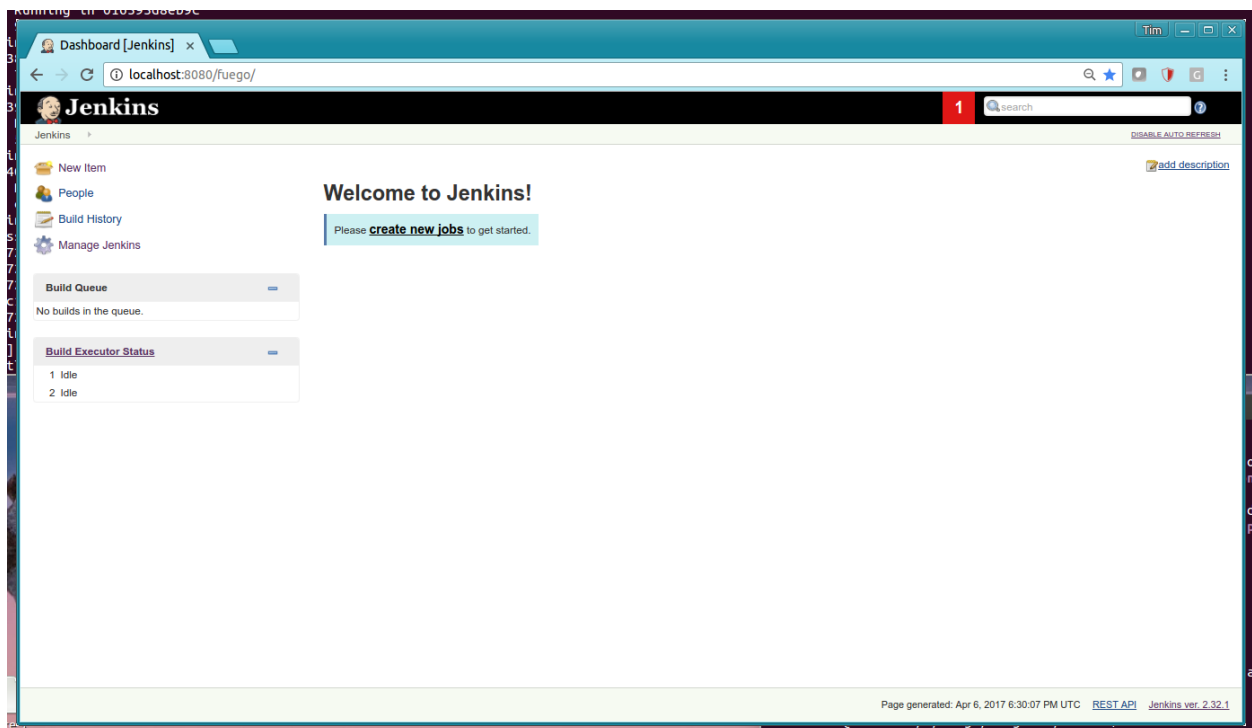 Running in 010393d8eb9c
Tim
Dashboard [Jenkins]
localhost:8080/fuego/
Jenkins
1
search
Jenkins
DISABLE AUTO REFRESH
add description
New Item
People
Build History
Manage Jenkins
Welcome to Jenkins!
Please create new jobs to get started.
Build Queue
No builds in the queue.
Build Executor Status
1 Idle
2 Idle
Page generated: Apr 6, 2017 6:30:07 PM UTC REST API Jenkins ver. 2.32.1